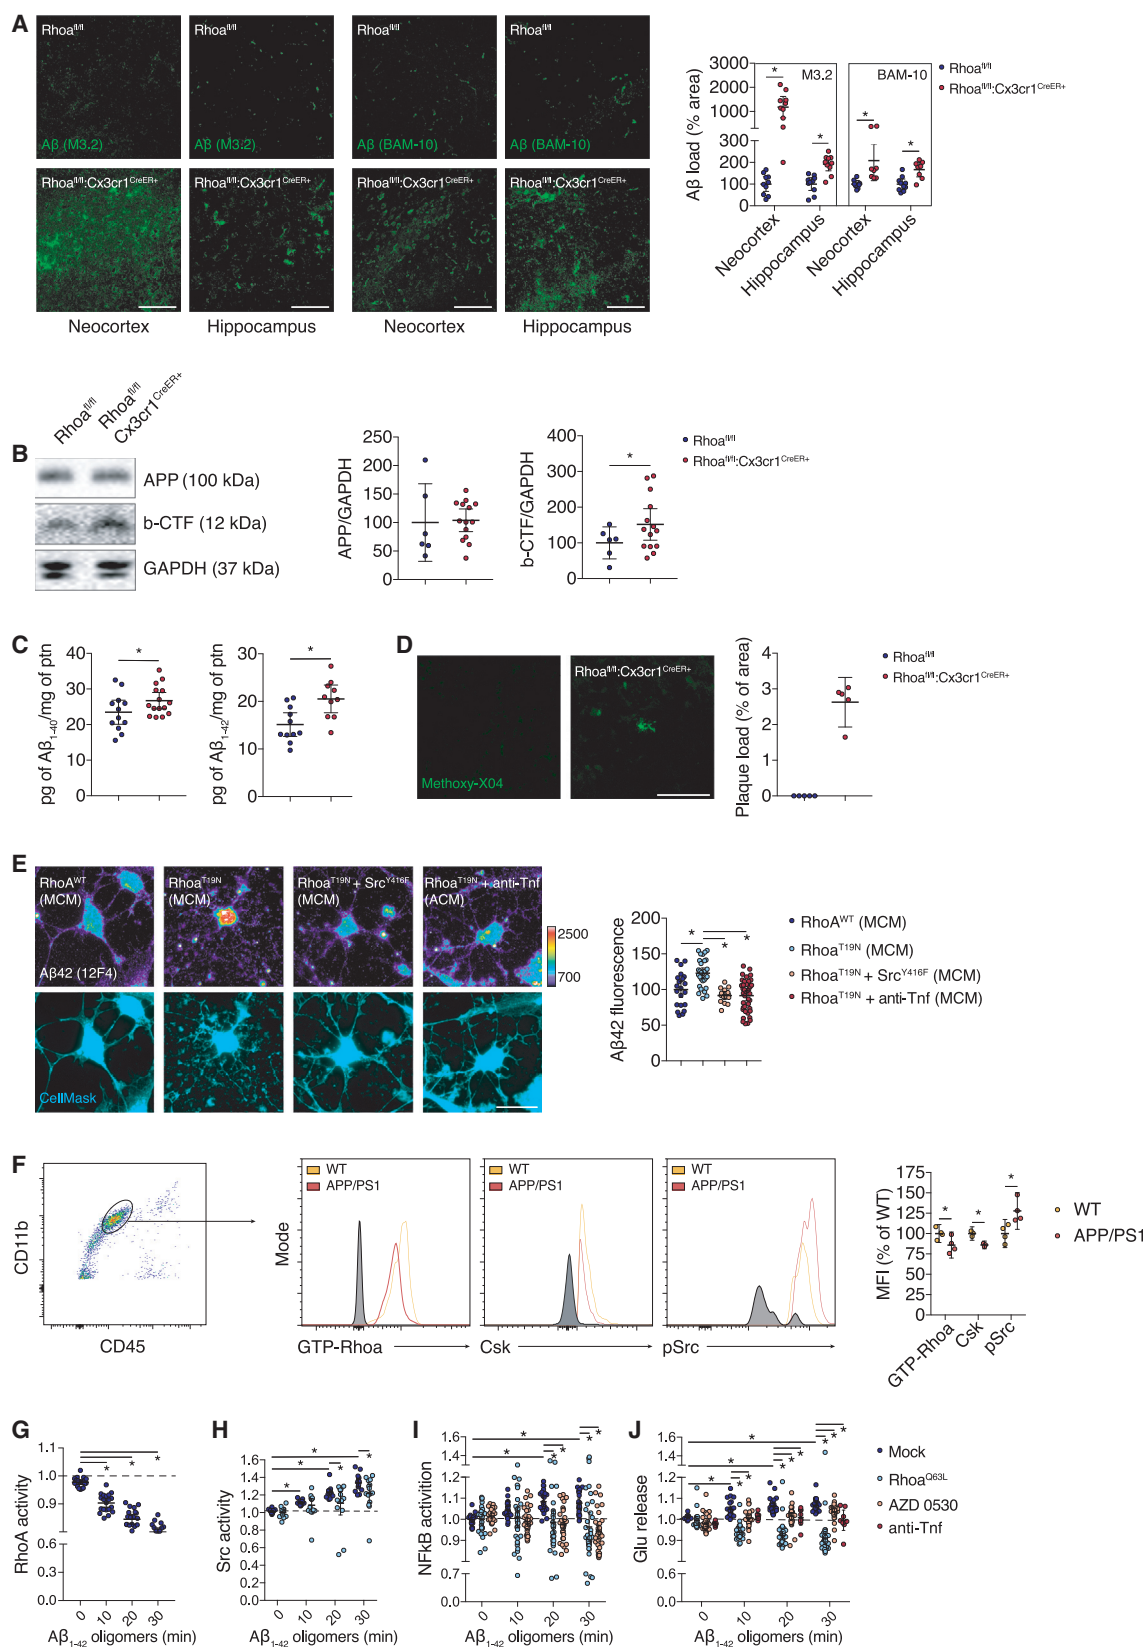 A
Rhoa^fl/fl
Rhoa^fl/fl
Rhoa^fl/fl
Rhoa^fl/fl
Aβ (M3.2)
Aβ (M3.2)
Aβ (BAM-10)
Aβ (BAM-10)
Rhoa^fl/fl:Cx3cr1^CreER+
Rhoa^fl/fl:Cx3cr1^CreER+
Rhoa^fl/fl:Cx3cr1^CreER+
Rhoa^fl/fl:Cx3cr1^CreER+
Neocortex
Hippocampus
Neocortex
Hippocampus
Aβ load (% area)
3000
2000
1000
300
200
100
0
M3.2
BAM-10
*
*
*
*
Neocortex
Hippocampus
Neocortex
Hippocampus
Rhoa^fl/fl
Rhoa^fl/fl:Cx3cr1^CreER+
B
Rhoa^fl/fl
Rhoa^fl/fl
Cx3cr1^CreER+
APP (100 kDa)
b-CTF (12 kDa)
GAPDH (37 kDa)
APP/GAPDH
250
200
150
100
50
0
b-CTF/GAPDH
400
300
200
100
0
*
Rhoa^fl/fl
Rhoa^fl/fl:Cx3cr1^CreER+
C
pg of Aβ1-40/mg of ptn
40
30
20
10
0
*
pg of Aβ1-42/mg of ptn
30
20
10
0
*
D
Methoxy-X04
Rhoa^fl/fl:Cx3cr1^CreER+
Plaque load (% of area)
4
3
2
1
0
Rhoa^fl/fl
Rhoa^fl/fl:Cx3cr1^CreER+
E
RhoA^WT
(MCM)
Rhoa^T19N
(MCM)
Rhoa^T19N + Src^Y416F
(MCM)
Rhoa^T19N + anti-Tnf
(ACM)
Aβ42 (12F4)
2500
700
CellMask
Aβ42 fluorescence
200
150
100
50
0
*
*
*
RhoA^WT (MCM)
Rhoa^T19N (MCM)
Rhoa^T19N + Src^Y416F (MCM)
Rhoa^T19N + anti-Tnf (MCM)
F
CD11b
CD45
Mode
WT
APP/PS1
GTP-Rhoa
WT
APP/PS1
Csk
WT
APP/PS1
pSrc
MFI (% of WT)
175
150
125
100
75
50
25
0
*
*
*
GTP-Rhoa
Csk
pSrc
WT
APP/PS1
G
RhoA activity
1.1
1.0
0.9
0.6
0.0
* * *
0 10 20 30
Aβ1-42 oligomers (min)
H
Src activity
1.6
1.4
1.2
1.0
0.8
0.6
0.4
0.2
0.0
* * * * *
0 10 20 30
Aβ1-42 oligomers (min)
I
NFkB activition
1.6
1.4
1.2
1.1
1.0
0.9
0.7
0.0
* * * * * *
0 10 20 30
Aβ1-42 oligomers (min)
J
Glu release
1.6
1.4
1.2
1.1
1.0
0.9
0.7
0.0
* * * * * * * * * * *
0 10 20 30
Aβ1-42 oligomers (min)
Mock
Rhoa^Q63L
AZD 0530
anti-Tnf